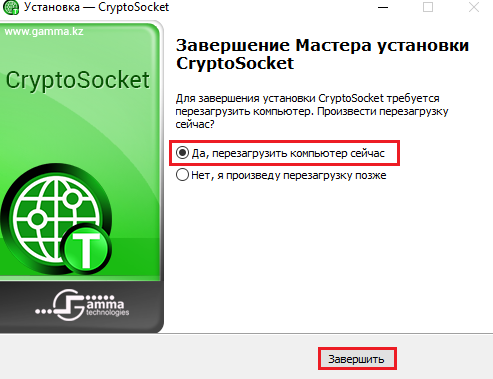 Установка — CryptoSocket
www.gamma.kz
CryptoSocket
T
Gamma
technologies
Завершение Мастера установки
CryptoSocket
Для завершения установки CryptoSocket требуется
перезагрузить компьютер. Произвести перезагрузку
сейчас?
Да, перезагрузить компьютер сейчас
Нет, я произведу перезагрузку позже
Завершить